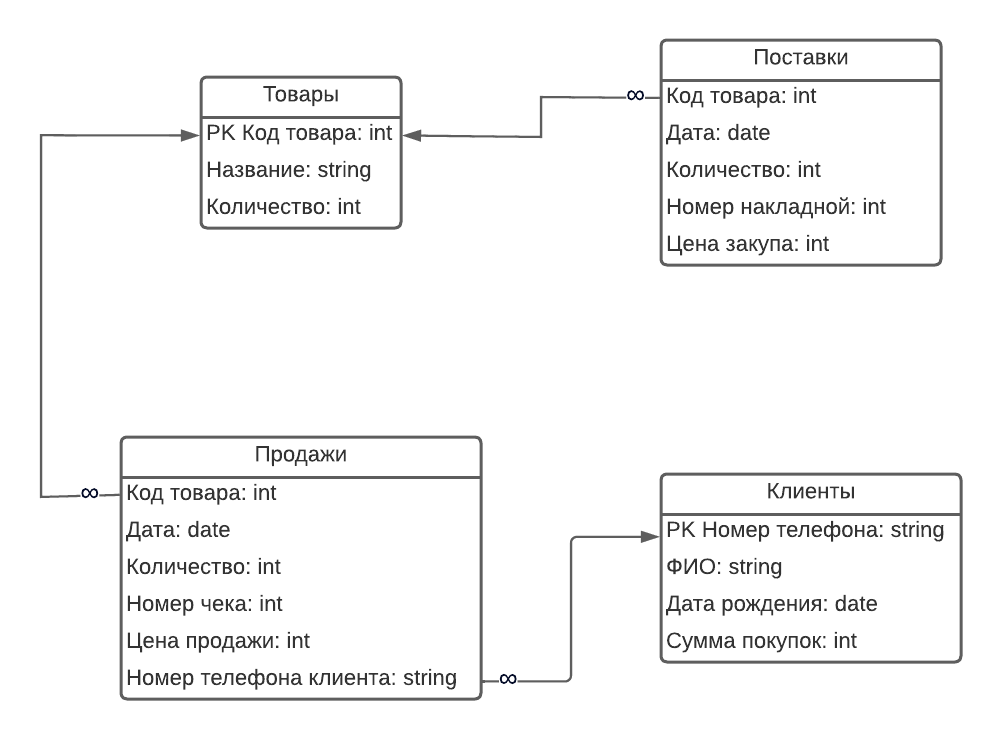 Товары
PK Код товара: int
Название: string
Количество: int
Поставки
Код товара: int
Дата: date
Количество: int
Номер накладной: int
Цена закупа: int
∞
Продажи
Код товара: int
Дата: date
Количество: int
Номер чека: int
Цена продажи: int
Номер телефона клиента: string
∞
∞
Клиенты
PK Номер телефона: string
ФИО: string
Дата рождения: date
Сумма покупок: int